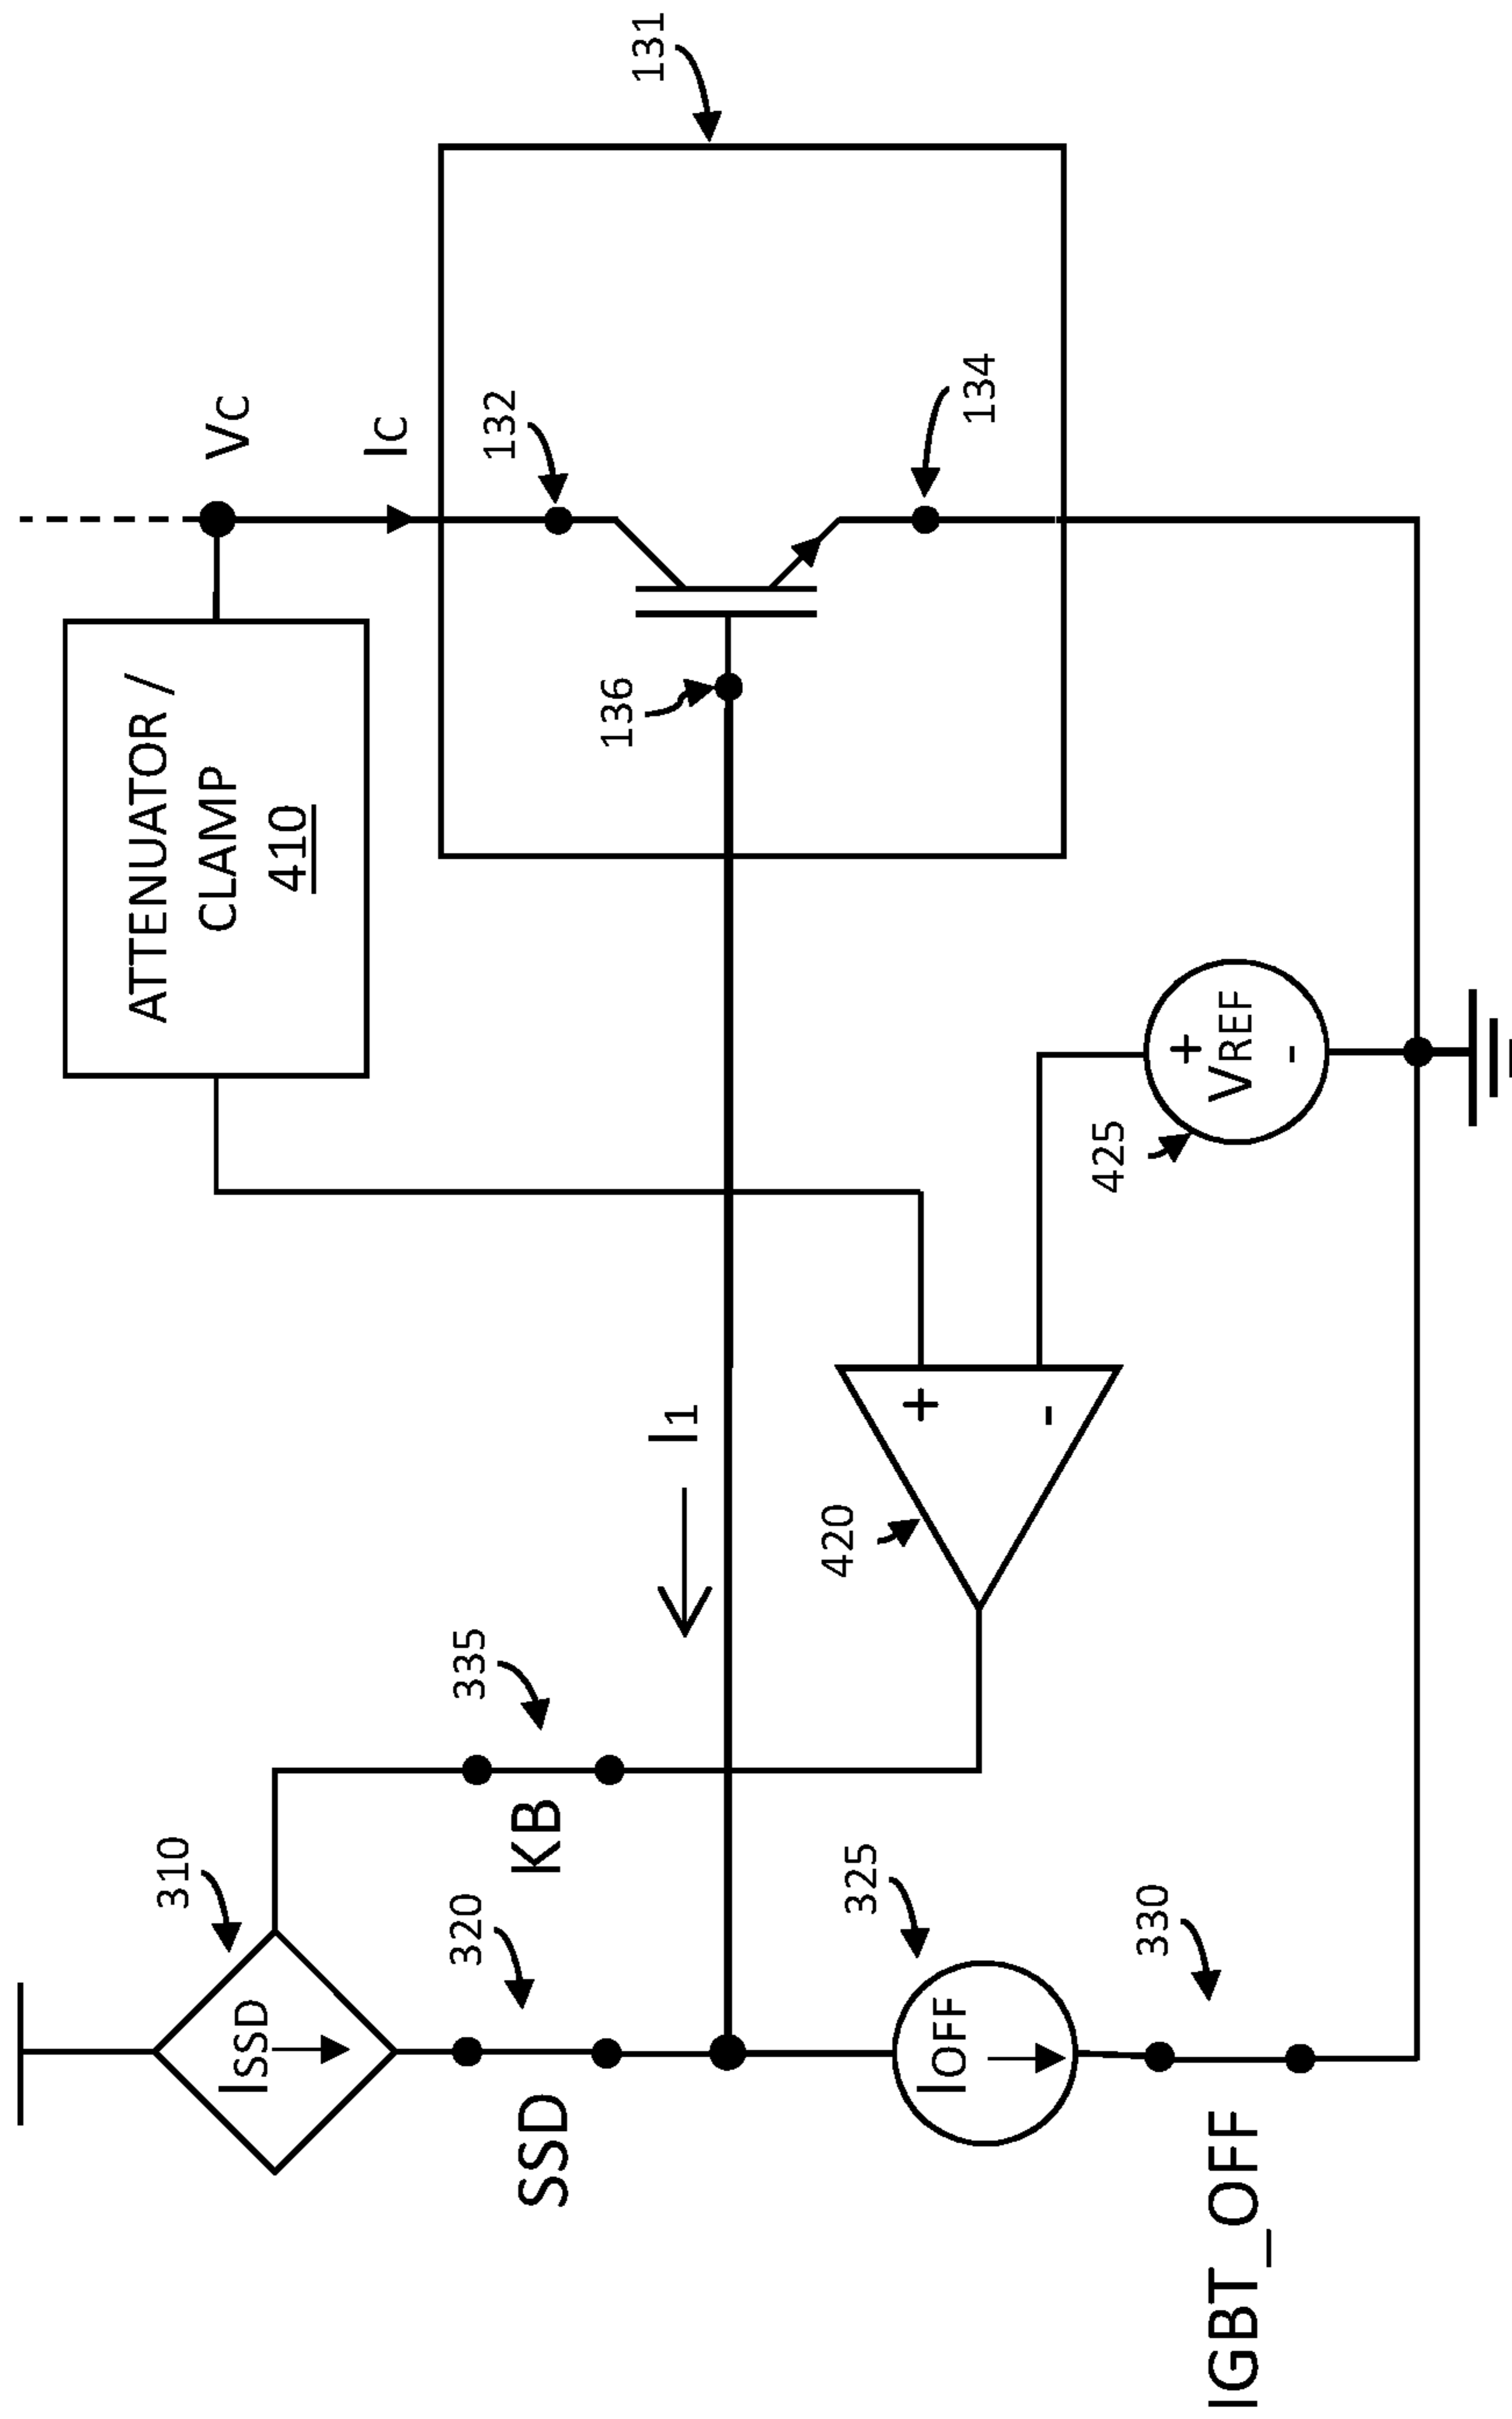 310
ATTENUATOR /
CLAMP
410
VC
ISSD
IC
320
335
132
SSD
KB
136
131
I1
325
420
134
IOFF
+
-
330
425
+
VREF
-
IGBT_OFF